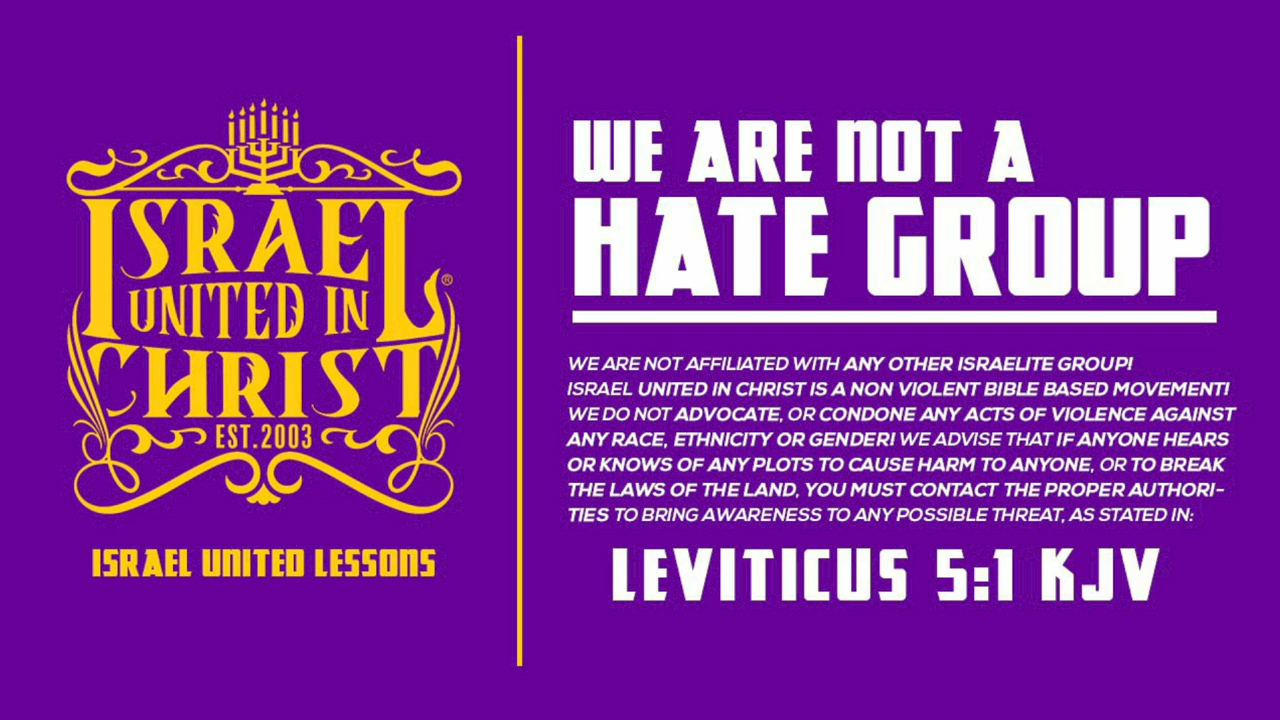 ISRAEL
UNITED IN
CHRIST
®
EST. 2003
ISRAEL UNITED LESSONS
WE ARE NOT A
HATE GROUP
WE ARE NOT AFFILIATED WITH ANY OTHER ISRAELITE GROUP!
ISRAEL UNITED IN CHRIST IS A NON VIOLENT BIBLE BASED MOVEMENT!
WE DO NOT ADVOCATE, OR CONDONE ANY ACTS OF VIOLENCE AGAINST
ANY RACE, ETHNICITY OR GENDER! WE ADVISE THAT IF ANYONE HEARS
OR KNOWS OF ANY PLOTS TO CAUSE HARM TO ANYONE, OR TO BREAK
THE LAWS OF THE LAND, YOU MUST CONTACT THE PROPER AUTHORI-
TIES TO BRING AWARENESS TO ANY POSSIBLE THREAT, AS STATED IN:
LEVITICUS 5:1 KJV